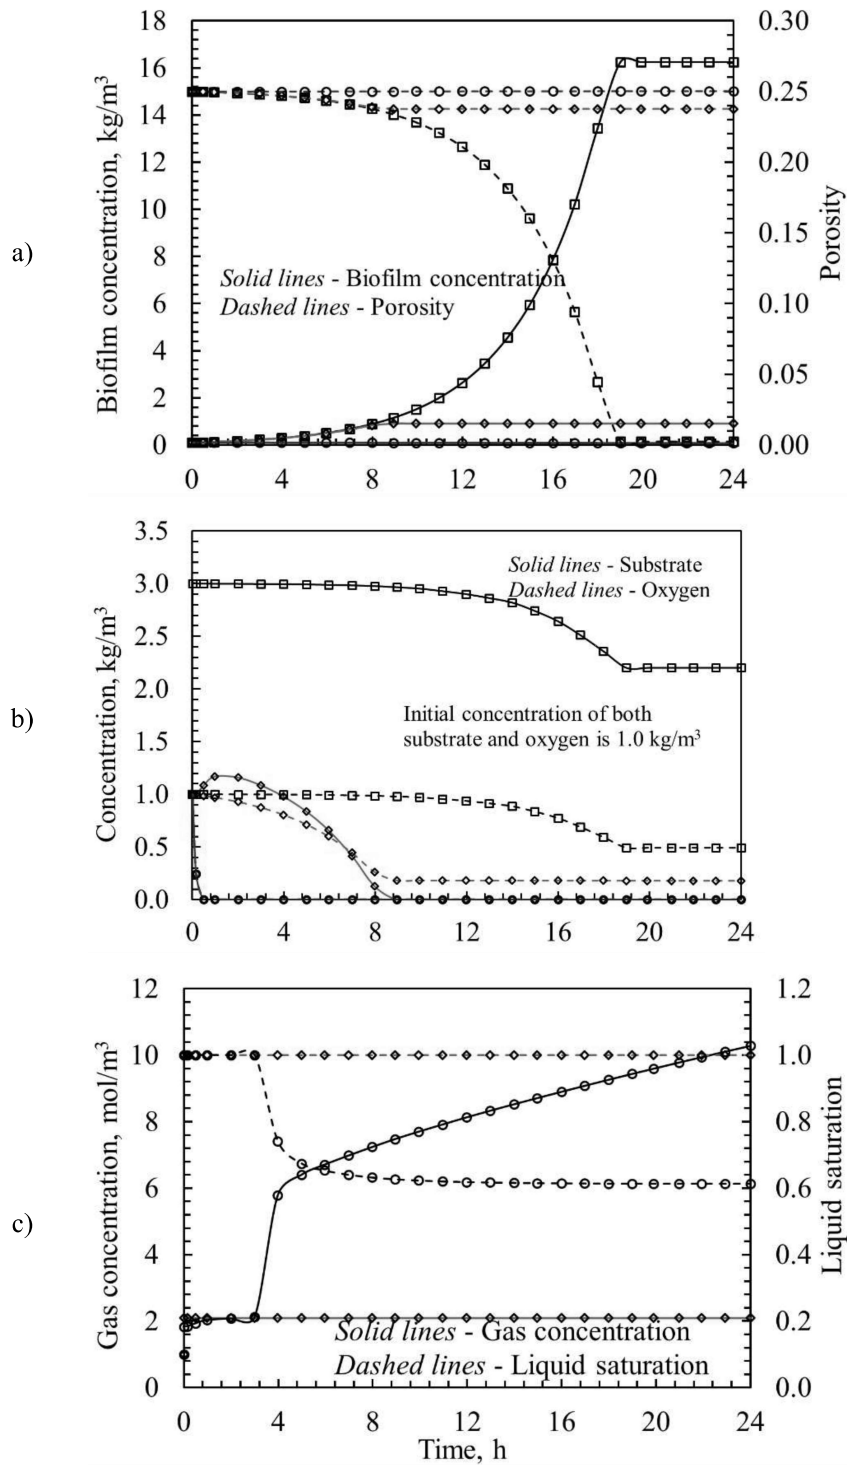 a)
Biofilm concentration, kg/m³
18
16
14
12
10
8
6
4
2
0
Solid lines - Biofilm concentration
Dashed lines - Porosity
0.30
0.25
0.20
0.15
0.10
0.05
0.00
Porosity
0 4 8 12 16 20 24
b)
Concentration, kg/m³
3.5
3.0
2.5
2.0
1.5
1.0
0.5
0.0
Solid lines - Substrate
Dashed lines - Oxygen
Initial concentration of both
substrate and oxygen is 1.0 kg/m³
0 4 8 12 16 20 24
c)
Gas concentration, mol/m³
12
10
8
6
4
2
0
Solid lines - Gas concentration
Dashed lines - Liquid saturation
1.2
1.0
0.8
0.6
0.4
0.2
0.0
Liquid saturation
0 4 8 12 16 20 24
Time, h